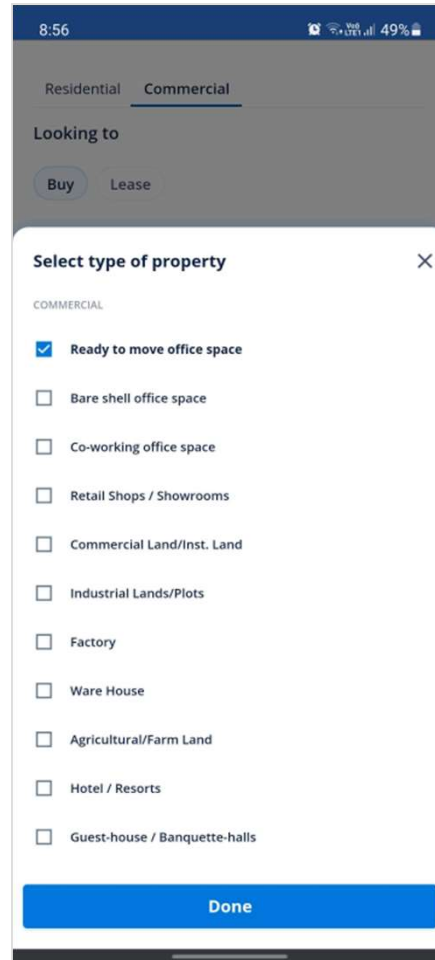 8:56 Vo9 LTE1 49%
Residential Commercial
Looking to
Buy Lease
Select type of property
COMMERCIAL
Ready to move office space
Bare shell office space
Co-working office space
Retail Shops / Showrooms
Commercial Land/Inst. Land
Industrial Lands/Plots
Factory
Ware House
Agricultural/Farm Land
Hotel / Resorts
Guest-house / Banquette-halls
Done